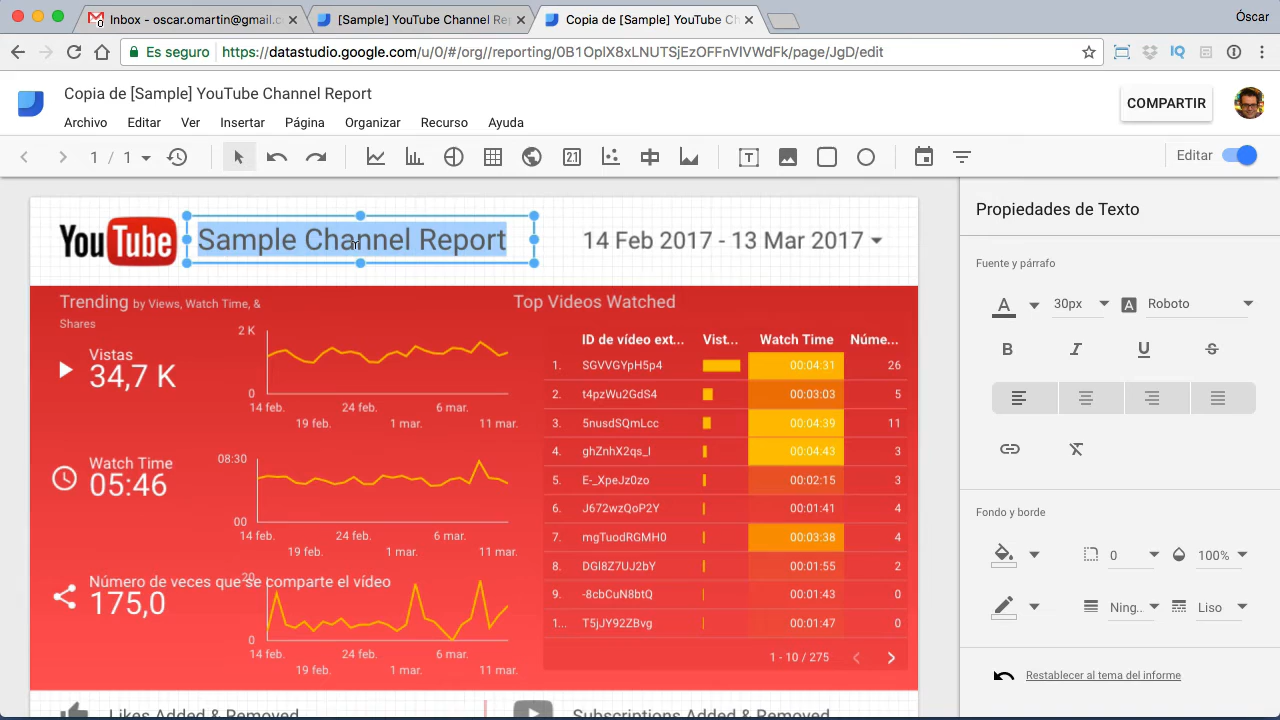 Inbox - oscar.omartin@gmail.c
[Sample] YouTube Channel Rep
Copia de [Sample] YouTube Ch
Óscar
Es seguro
https://datastudio.google.com/u/0/#/org//reporting/0B1OplX8xLNUTSjEzOFFnVlVWdFk/page/JgD/edit
Copia de [Sample] YouTube Channel Report
COMPARTIR
Archivo Editar Ver Insertar Página Organizar Recurso Ayuda
1 / 1
Editar
YouTube
Sample Channel Report
14 Feb 2017 - 13 Mar 2017
Trending by Views, Watch Time, &
Shares
Vistas
34,7 K
2 K
0
14 feb. 24 feb. 6 mar.
19 feb. 1 mar. 11 mar.
Watch Time
05:46
08:30
00
14 feb. 24 feb. 6 mar.
19 feb. 1 mar. 11 mar.
Número de veces que se comparte el vídeo
175,0
20
0
14 feb. 24 feb. 6 mar.
19 feb. 1 mar. 11 mar.
Top Videos Watched
ID de vídeo ext... Vist... Watch Time Núme...
1. SGVVGYpH5p4 00:04:31 26
2. t4pzWu2GdS4 00:03:03 5
3. 5nusdSQmLcc 00:04:39 11
4. ghZnhX2qs_I 00:04:43 3
5. E-_XpeJz0zo 00:02:15 3
6. J672wzQoP2Y 00:01:41 4
7. mgTuodRGMH0 00:03:38 4
8. DGl8Z7UJ2bY 00:01:55 2
9. -8cbCuN8btQ 00:01:43 0
1... T5jJY92ZBvg 00:01:47 0
1 - 10 / 275
Likes Added & Removed
Subscriptions Added & Removed
Propiedades de Texto
Fuente y párrafo
A 30px A Roboto
B I U S
Fondo y borde
0 100%
Ning... Liso
Restablecer al tema del informe